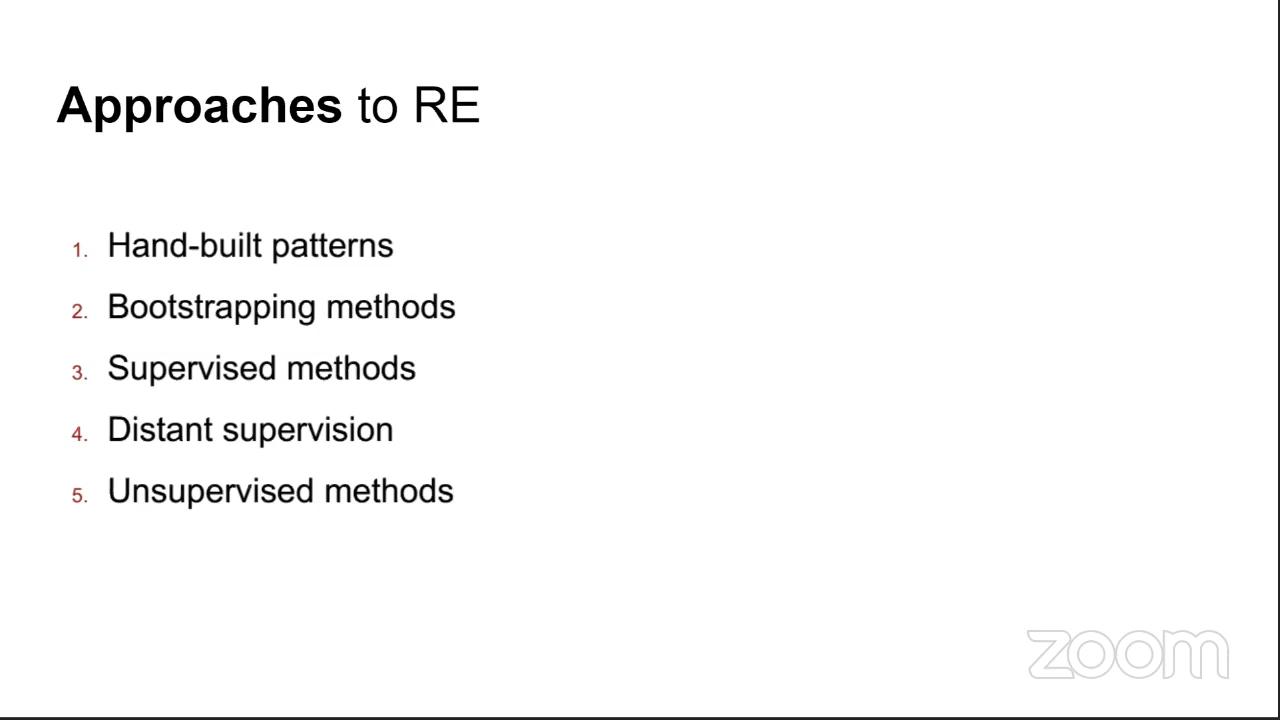 Approaches to RE
1. Hand-built patterns
2. Bootstrapping methods
3. Supervised methods
4. Distant supervision
5. Unsupervised methods
zoom